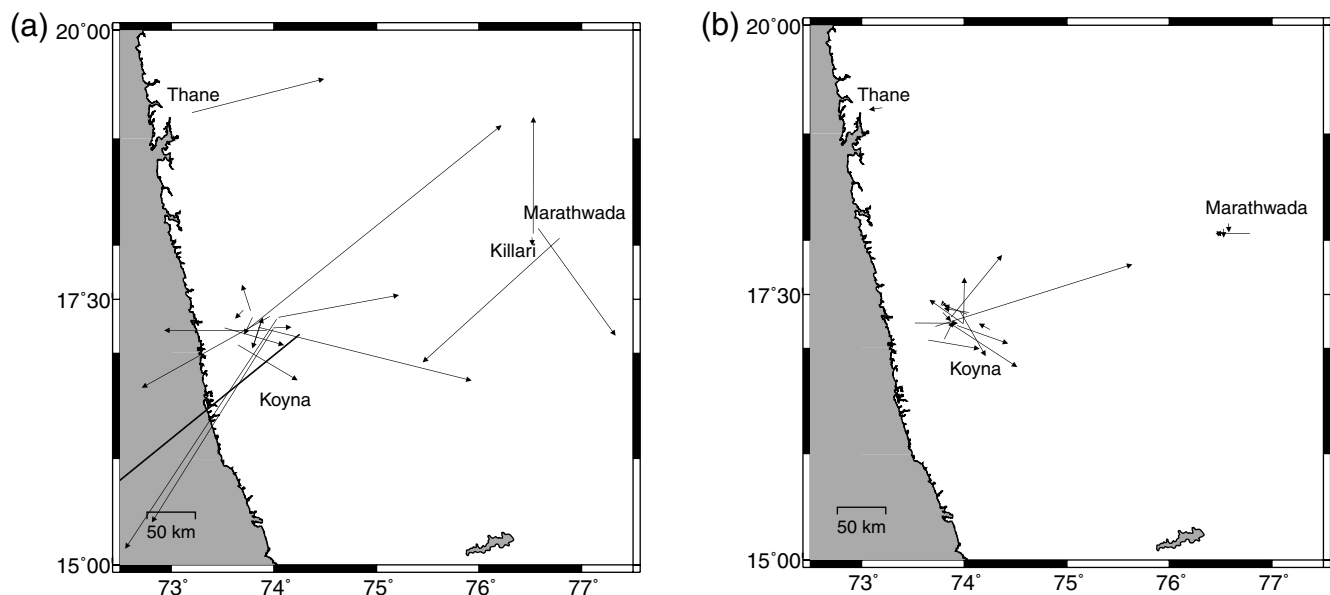 (a)
20°00'
Thane
Marathwada
Killari
17°30'
Koyna
50 km
15°00'
73° 74° 75° 76° 77°
(b)
20°00'
Thane
Marathwada
17°30'
Koyna
50 km
15°00'
73° 74° 75° 76° 77°